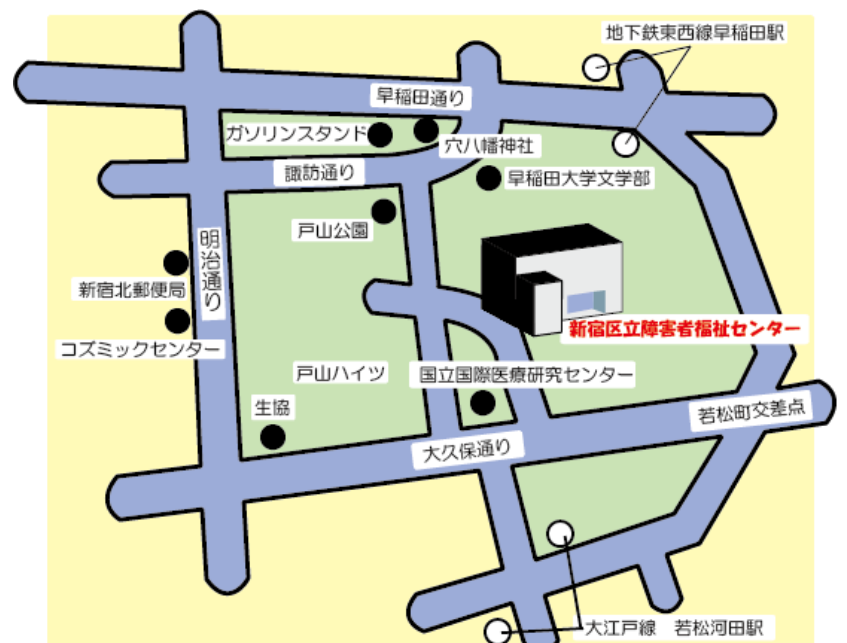 地下鉄東西線早稲田駅
早稲田通り
ガソリンスタンド
穴八幡神社
諏訪通り
早稲田大学文学部
戸山公園
明治通り
新宿北郵便局
新宿区立障害者福祉センター
コズミックセンター
戸山ハイツ
国立国際医療研究センター
生協
若松町交差点
大久保通り
大江戸線 若松河田駅